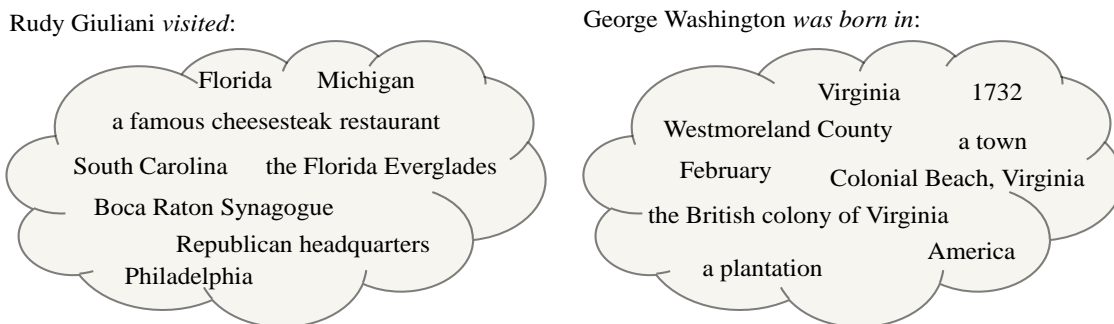 Rudy Giuliani visited:
Florida Michigan
a famous cheesesteak restaurant
South Carolina the Florida Everglades
Boca Raton Synagogue
Republican headquarters
Philadelphia
George Washington was born in:
Virginia 1732
Westmoreland County
a town
February
Colonial Beach, Virginia
the British colony of Virginia
America
a plantation